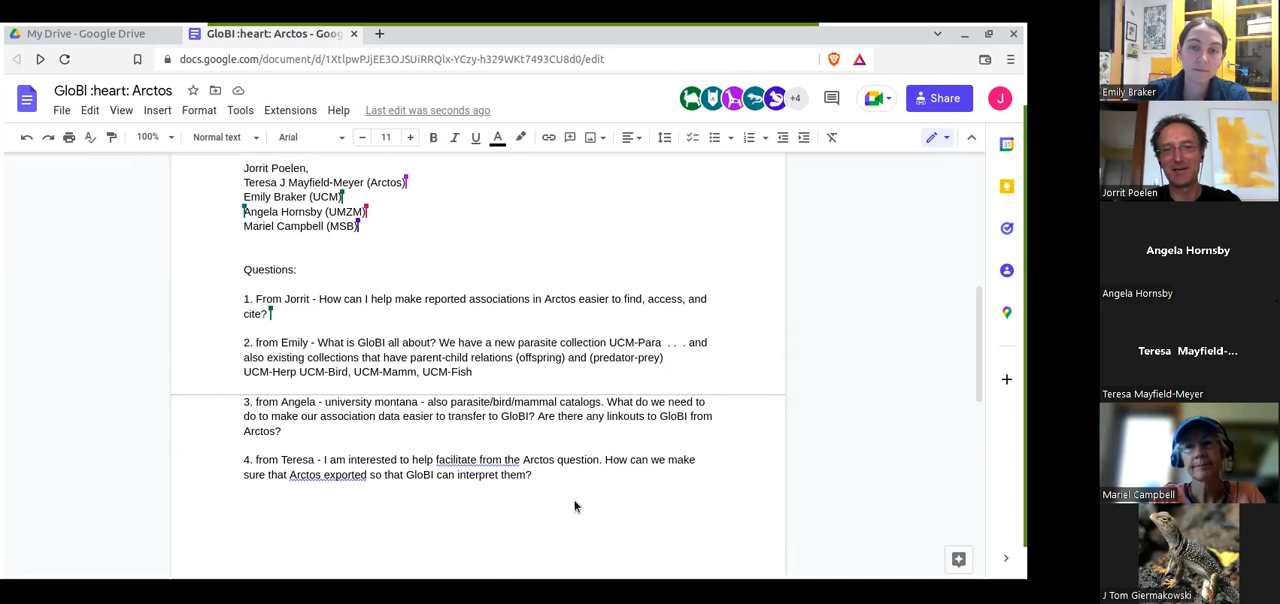 My Drive - Google Drive
GloBI :heart: Arctos - Goog
docs.google.com/document/d/1XtlpwPJjEE3OJSUiRRQlx-YCzy-h329WKt7493CU8d0/edit
GloBI :heart: Arctos
File Edit View Insert Format Tools Extensions Help Last edit was seconds ago
+4
Share
J
100% Normal text Arial 11
Jorrit Poelen,
Teresa J Mayfield-Meyer (Arctos)
Emily Braker (UCM)
Angela Hornsby (UMZM)
Mariel Campbell (MSB)
Questions:
1. From Jorrit - How can I help make reported associations in Arctos easier to find, access, and
cite?
2. from Emily - What is GloBI all about? We have a new parasite collection UCM-Para . . . and
also existing collections that have parent-child relations (offspring) and (predator-prey)
UCM-Herp UCM-Bird, UCM-Mamm, UCM-Fish
3. from Angela - university montana - also parasite/bird/mammal catalogs. What do we need to
do to make our association data easier to transfer to GloBI? Are there any linkouts to GloBI from
Arctos?
4. from Teresa - I am interested to help facilitate from the Arctos question. How can we make
sure that Arctos exported so that GloBI can interpret them?
Emily Braker
Jorrit Poelen
Angela Hornsby
Angela Hornsby
Teresa Mayfield-...
Teresa Mayfield-Meyer
Mariel Campbell
J Tom Giermakowski